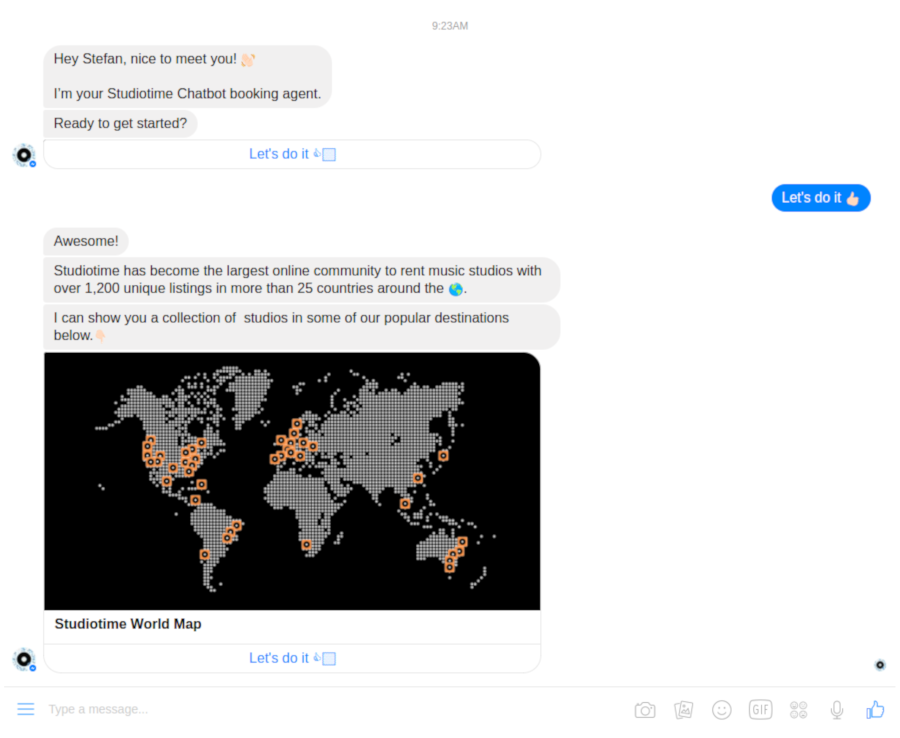 9:23AM
Hey Stefan, nice to meet you! 👋🏻
I'm your Studiotime Chatbot booking agent.
Ready to get started?
Let's do it
Let's do it 👍🏻
Awesome!
Studiotime has become the largest online community to rent music studios with
over 1,200 unique listings in more than 25 countries around the 🌎.
I can show you a collection of  studios in some of our popular destinations
below.👇🏻
Studiotime World Map
Let's do it
Type a message...
GIF